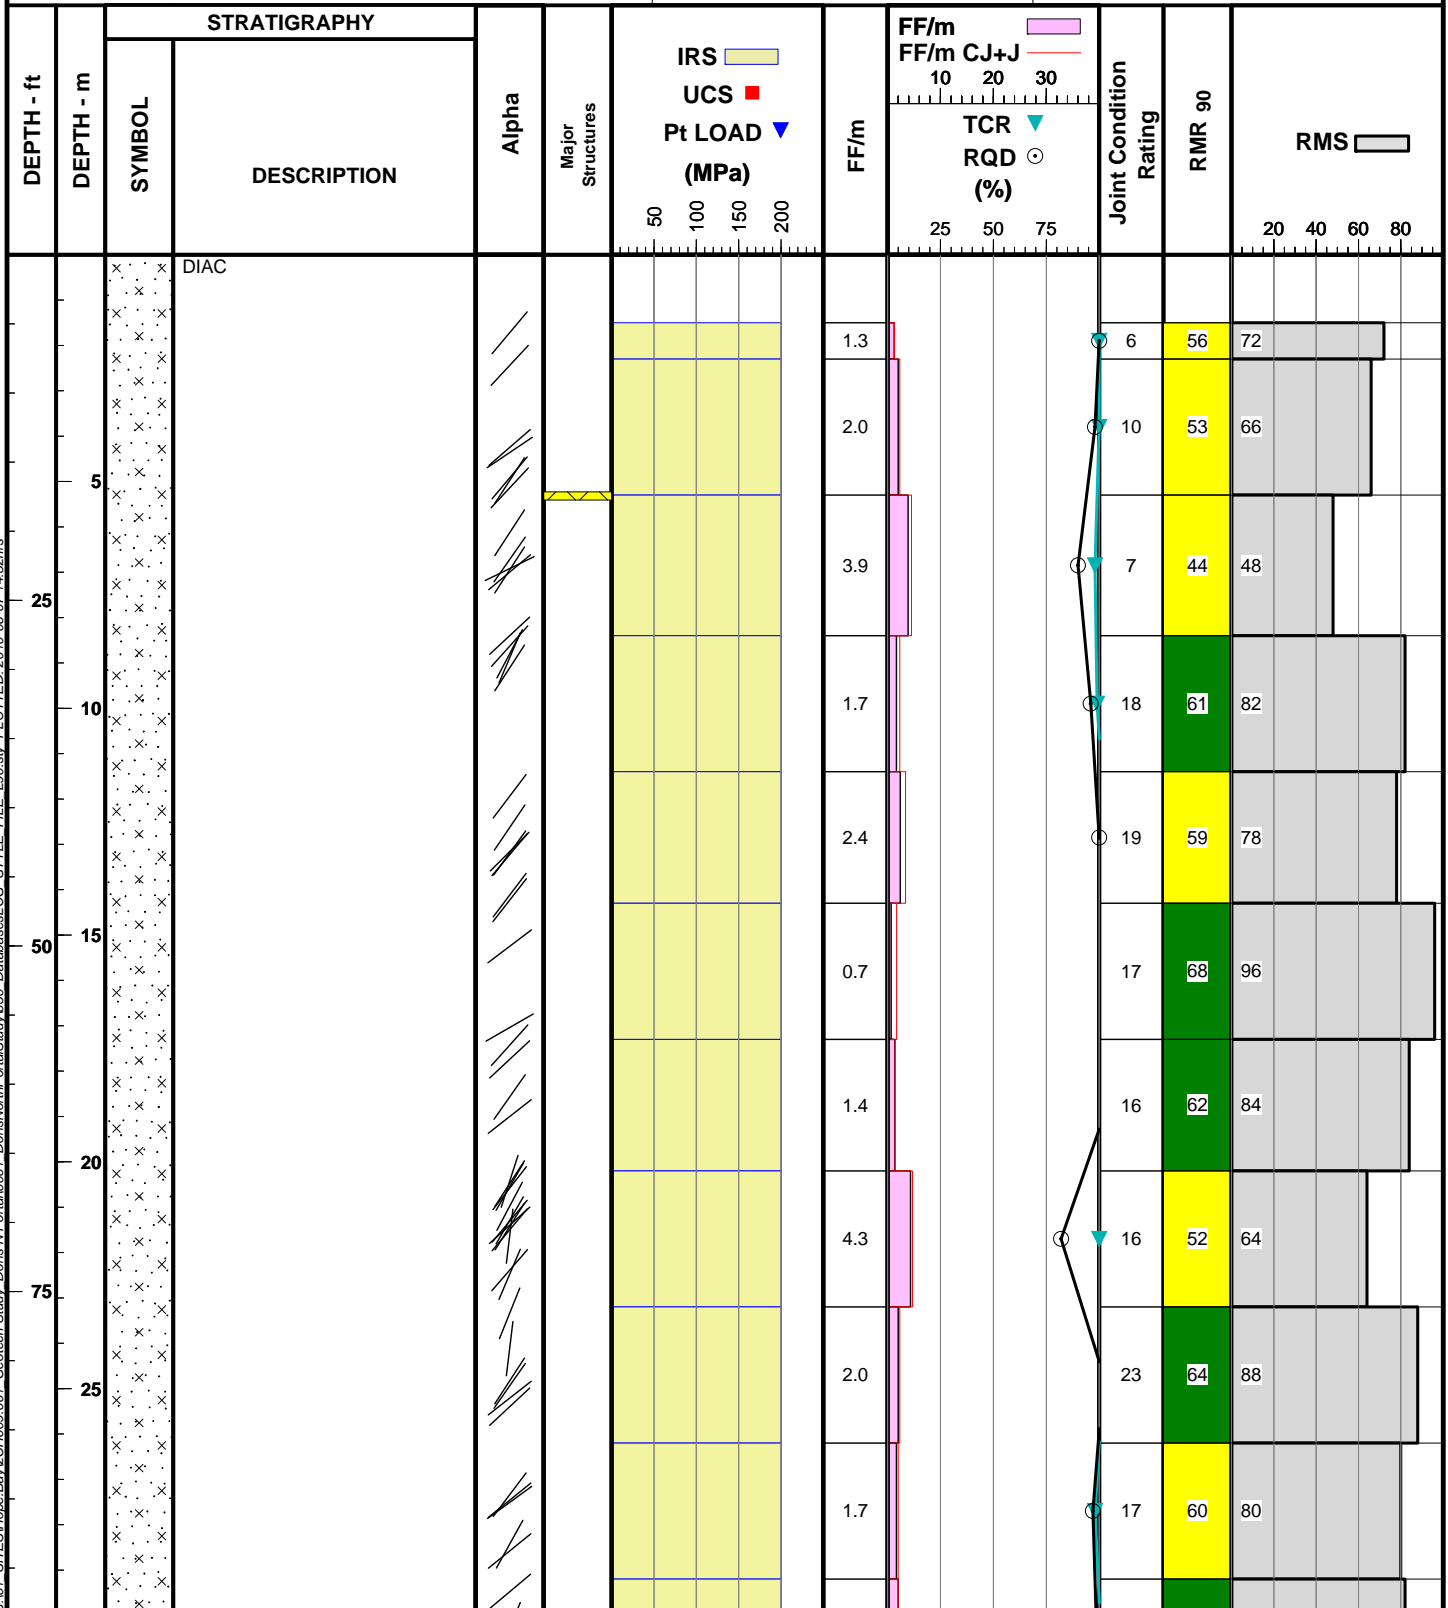 STRATIGRAPHY
DEPTH - ft
DEPTH - m
SYMBOL
DESCRIPTION
Alpha
Major
Structures
IRS
UCS
Pt LOAD
(MPa)
50 100 150 200
FF/m
FF/m
FF/m CJ+J
10 20 30
TCR
RQD
(%)
25 50 75
Joint Condition
Rating
RMR 90
RMS
20 40 60 80
DIAC
1.3 6 56 72
2.0 10 53 66
5
3.9 7 44 48
25
1.7 18 61 82
10
2.4 19 59 78
15
50
0.7 17 68 96
1.4 16 62 84
20
4.3 16 52 64
75
2.0 23 64 88
25
1.7 17 60 80